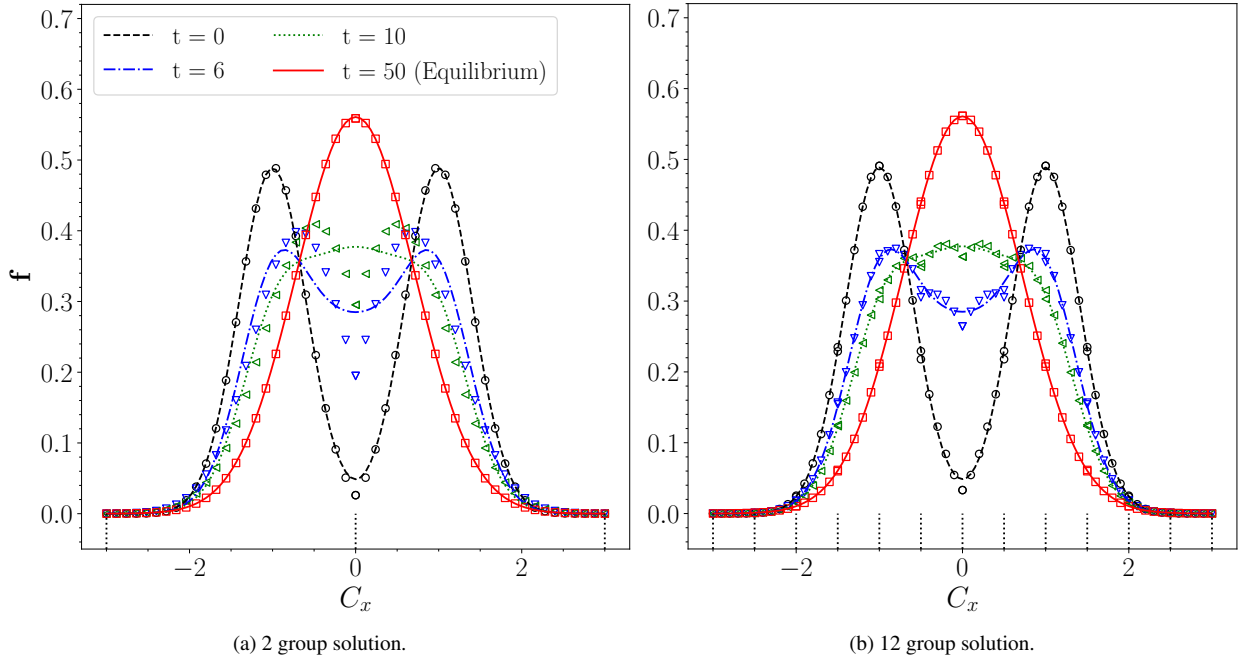 t = 0
t = 10
t = 6
t = 50 (Equilibrium)
0.7
0.6
0.5
0.4
0.3
0.2
0.1
0.0
f
−2
0
2
C_x
(a) 2 group solution.
0.7
0.6
0.5
0.4
0.3
0.2
0.1
0.0
−2
0
2
C_x
(b) 12 group solution.